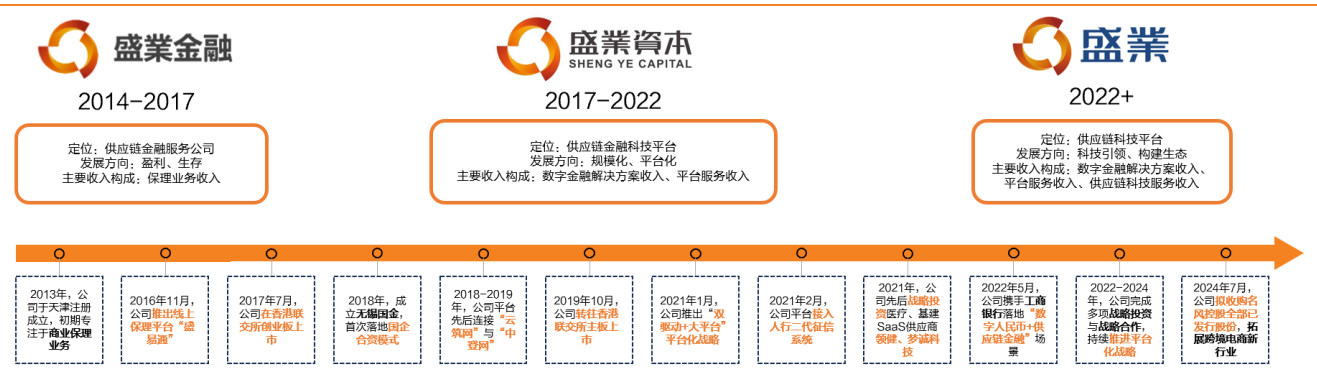 盛業金融
2014-2017
定位：供应链金融服务公司
发展方向：盈利、生存
主要收入构成：保理业务收入
盛業資本
SHENG YE CAPITAL
2017-2022
定位：供应链金融科技平台
发展方向：规模化、平台化
主要收入构成：数字金融解决方案收入、平台服务收入
盛業
2022+
定位：供应链科技平台
发展方向：科技引领、构建生态
主要收入构成：数字金融解决方案收入、
平台服务收入、供应链科技服务收入
2013年，公
司于天津注册
成立，初期专
注于商业保理
业务
2016年11月，
公司推出线上
保理平台“盛
易通”
2017年7月，
公司在香港联
交所创业板上
市
2018年，成
立无锡国金，
首次落地国企
合资模式
2018-2019
年，公司平台
先后连接“云
筑网”与“中
登网”
2019年10月，
公司转往香港
联交所主板上
市
2021年1月，
公司推出“双
驱动+大平台”
平台化战略
2021年2月，
公司平台接入
人行二代征信
系统
2021年，公
司先后战略投
资医疗、基建
SaaS供应商
领健、梦诚科
技
2022年5月，
公司携手工商
银行落地“数
字人民币+供
应链金融”场
景
2022-2024
年，公司完成
多项战略投资
与战略合作，
持续推进平台
化战略
2024年7月，
公司拟收购名
风控股全部已
发行股份，拓
展跨境电商新
行业